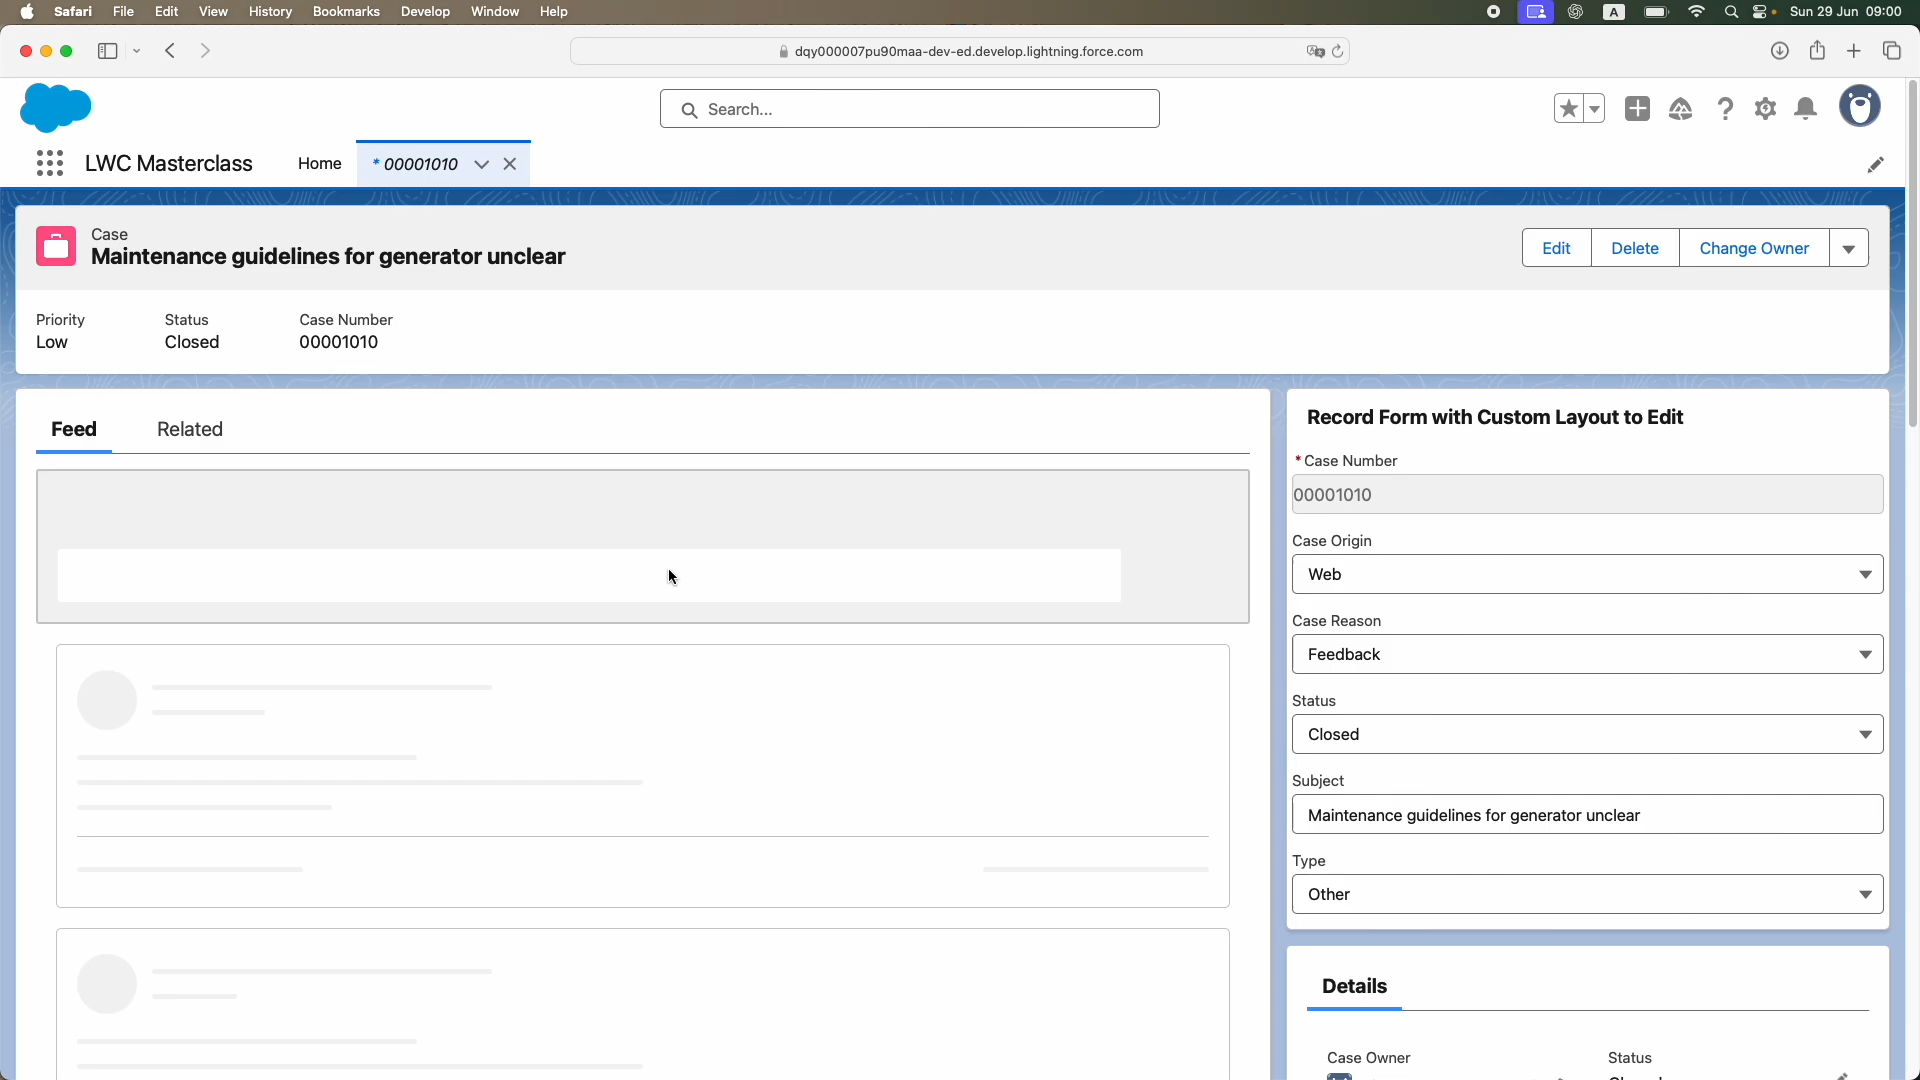 Safari File Edit View History Bookmarks Develop Window Help A Sun 29 Jun 09:00
dqy000007pu90maa-dev-ed.develop.lightning.force.com
Search...
LWC Masterclass Home * 00001010
Case
Maintenance guidelines for generator unclear
Edit Delete Change Owner
Priority Status Case Number
Low Closed 00001010
Feed Related
Record Form with Custom Layout to Edit
* Case Number
00001010
Case Origin
Web
Case Reason
Feedback
Status
Closed
Subject
Maintenance guidelines for generator unclear
Type
Other
Details
Case Owner Status